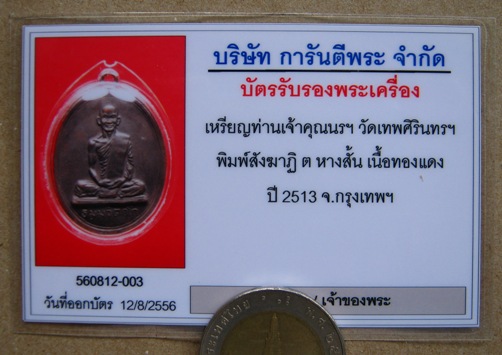 บริษัท การันตีพระ จำกัด
บัตรรับรองพระเครื่อง
เหรียญท่านเจ้าคุณนรฯ วัดเทพศิรินทรฯ
พิมพ์สังฆาฏิ ต หางสั้น เนื้อทองแดง
ปี 2513 จ.กรุงเทพฯ
560812-003
วันที่ออกบัตร 12/8/2556
/ เจ้าของพระ